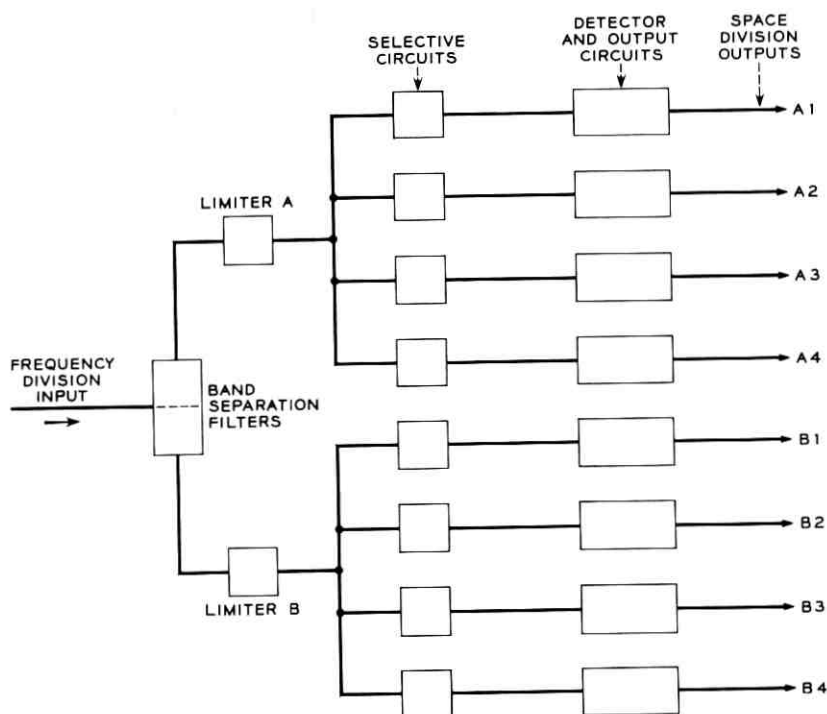 SELECTIVE
CIRCUITS
DETECTOR
AND OUTPUT
CIRCUITS
SPACE
DIVISION
OUTPUTS
A1
A2
LIMITER A
A3
FREQUENCY
DIVISION
INPUT
A4
BAND
SEPARATION
FILTERS
B1
B2
LIMITER B
B3
B4